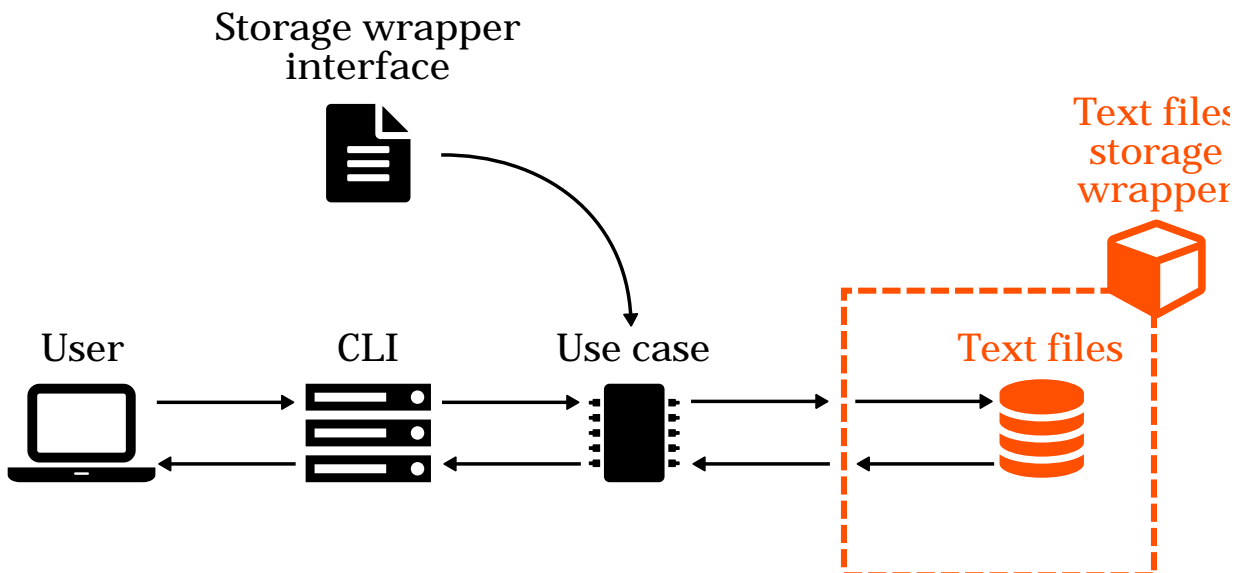 Storage wrapper
interface
Text files
storage
wrapper
User
CLI
Use case
Text files